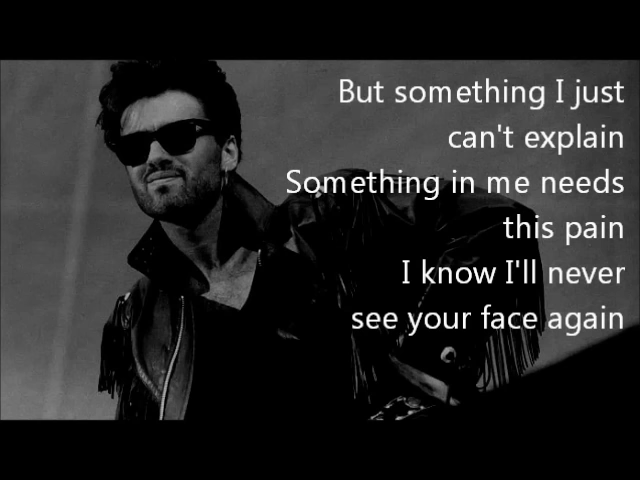 But something I just
can't explain
Something in me needs
this pain
I know I'll never
see your face again